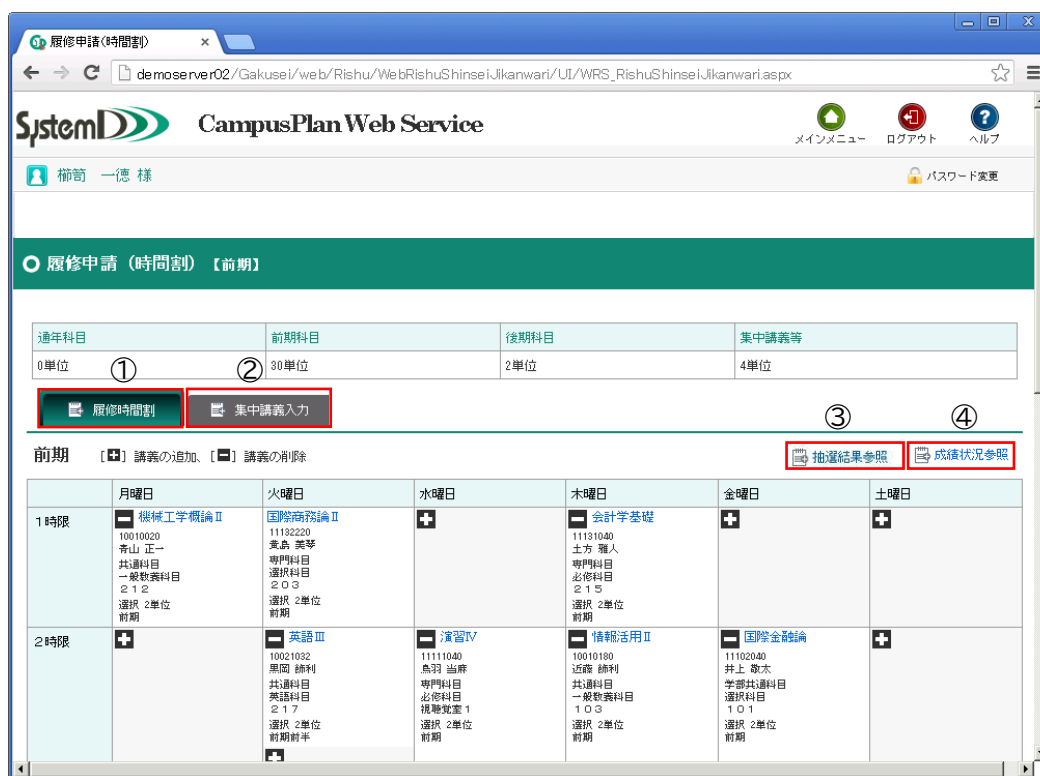 履修申請(時間割)
demoserver02/Gakusei/web/Rishu/WebRishuShinseiJikanwari/UI/WRS_RishuShinseiJikanwari.aspx
SystemD CampusPlan Web Service
メインメニュー ログアウト ヘルプ
櫛笥 一徳 様 パスワード変更
履修申請（時間割）【前期】
通年科目 前期科目 後期科目 集中講義等
0単位 30単位 2単位 4単位
① ②
履修時間割 集中講義入力
③ ④
前期 [+] 講義の追加、[-] 講義の削除 抽選結果参照 成績状況参照
月曜日 火曜日 水曜日 木曜日 金曜日 土曜日
1時限
機械工学概論Ⅱ
10010020
青山 正一
共通科目
一般教養科目
２１２
選択 2単位
前期
国際商務論Ⅱ
11132220
美琴
専門科目
選択科目
２０３
選択 2単位
前期
会計学基礎
11131040
土方 雅人
専門科目
必修科目
２１５
選択 2単位
前期
2時限
英語Ⅲ
10021032
黒岡 師利
共通科目
英語科目
２１７
選択 2単位
前期前半
演習Ⅳ
11111040
鳥羽 当麻
専門科目
必修科目
視聴覚室１
選択 2単位
前期
情報活用Ⅱ
10010180
近藤 師利
共通科目
一般教養科目
１０３
選択 2単位
前期
国際金融論
11102040
井上 敬太
学部共通科目
選択科目
１０１
選択 2単位
前期